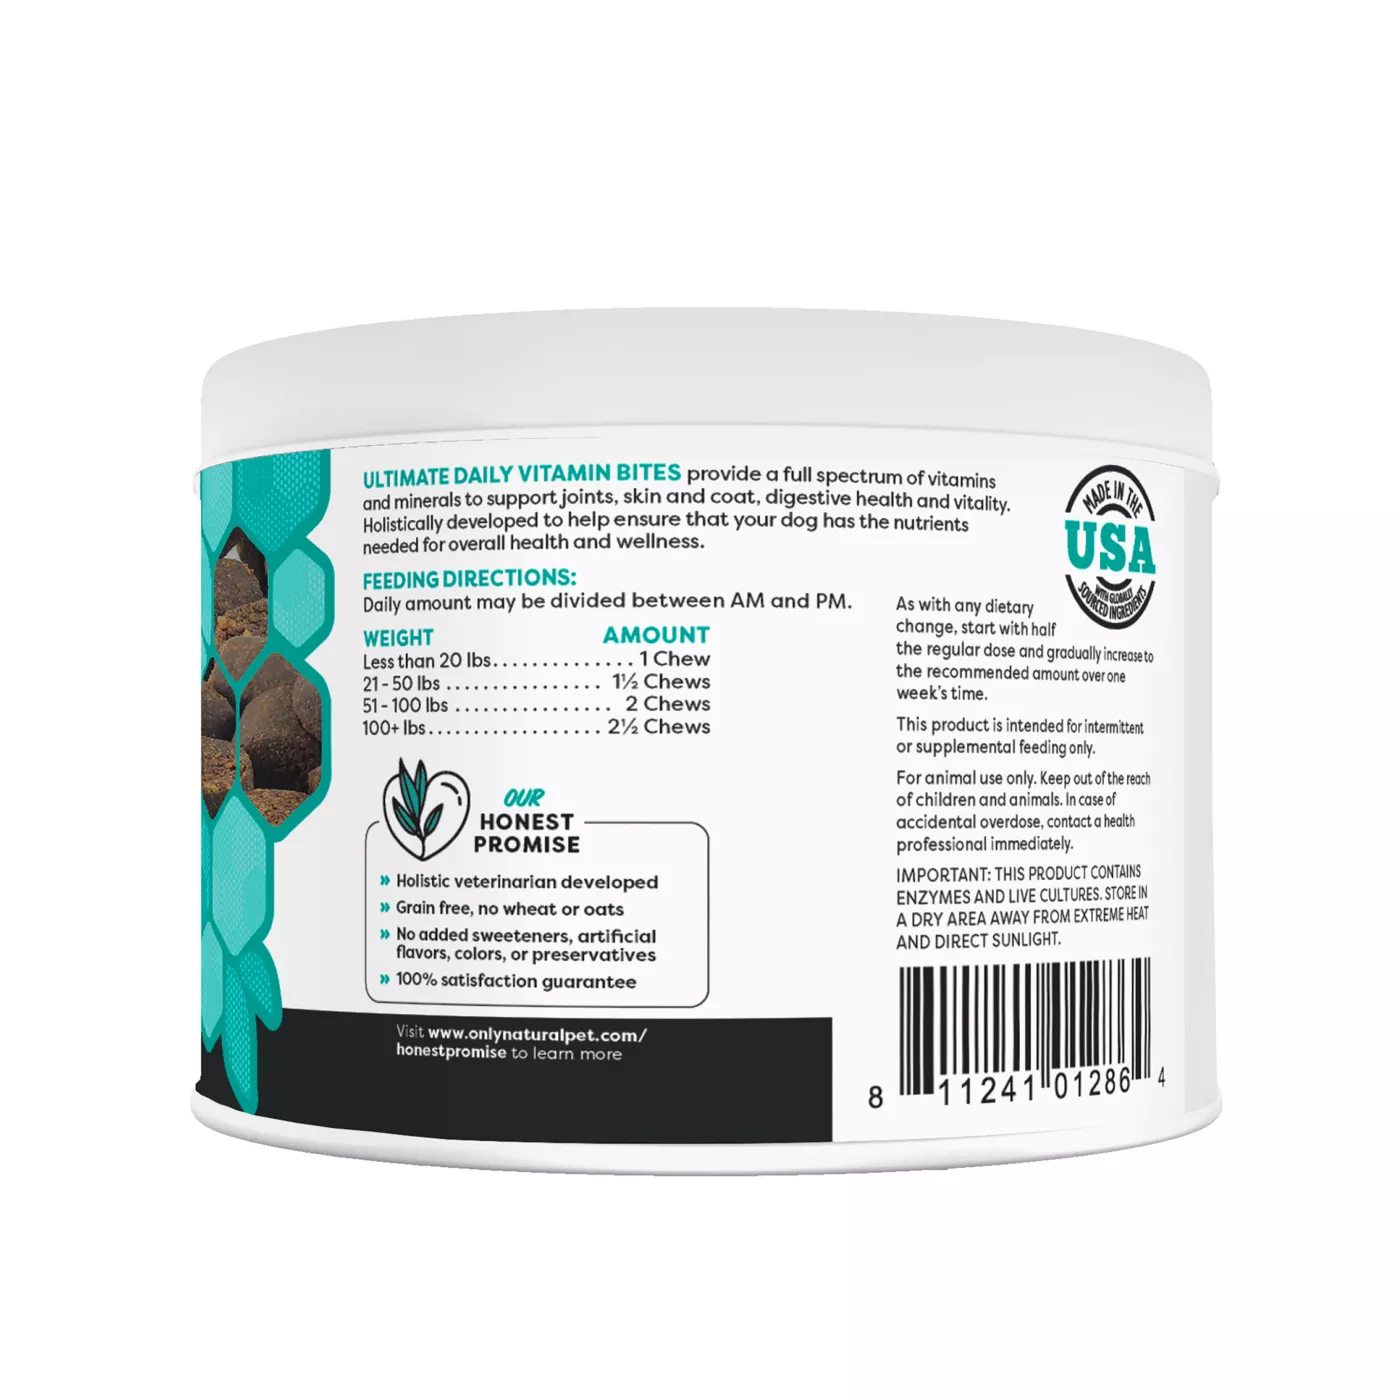 ULTIMATE DAILY VITAMIN BITES provide a full spectrum of vitamins
and minerals to support joints, skin and coat, digestive health and vitality.
Holistically developed to help ensure that your dog has the nutrients
needed for overall health and wellness.
FEEDING DIRECTIONS:
Daily amount may be divided between AM and PM.
WEIGHT AMOUNT
Less than 20 lbs.............. 1 Chew
21 - 50 lbs ................ 1½ Chews
51 - 100 lbs ................ 2 Chews
100+ lbs.................. 2½ Chews
OUR
HONEST
PROMISE
» Holistic veterinarian developed
» Grain free, no wheat or oats
» No added sweeteners, artificial
flavors, colors, or preservatives
» 100% satisfaction guarantee
Visit www.onlynaturalpet.com/
honestpromise to learn more
MADE IN THE
USA
WITH GLOBALLY
SOURCED INGREDIENTS
As with any dietary
change, start with half
the regular dose and gradually increase to
the recommended amount over one
week's time.
This product is intended for intermittent
or supplemental feeding only.
For animal use only. Keep out of the reach
of children and animals. In case of
accidental overdose, contact a health
professional immediately.
IMPORTANT: THIS PRODUCT CONTAINS
ENZYMES AND LIVE CULTURES. STORE IN
A DRY AREA AWAY FROM EXTREME HEAT
AND DIRECT SUNLIGHT.
8 11241 01286 4